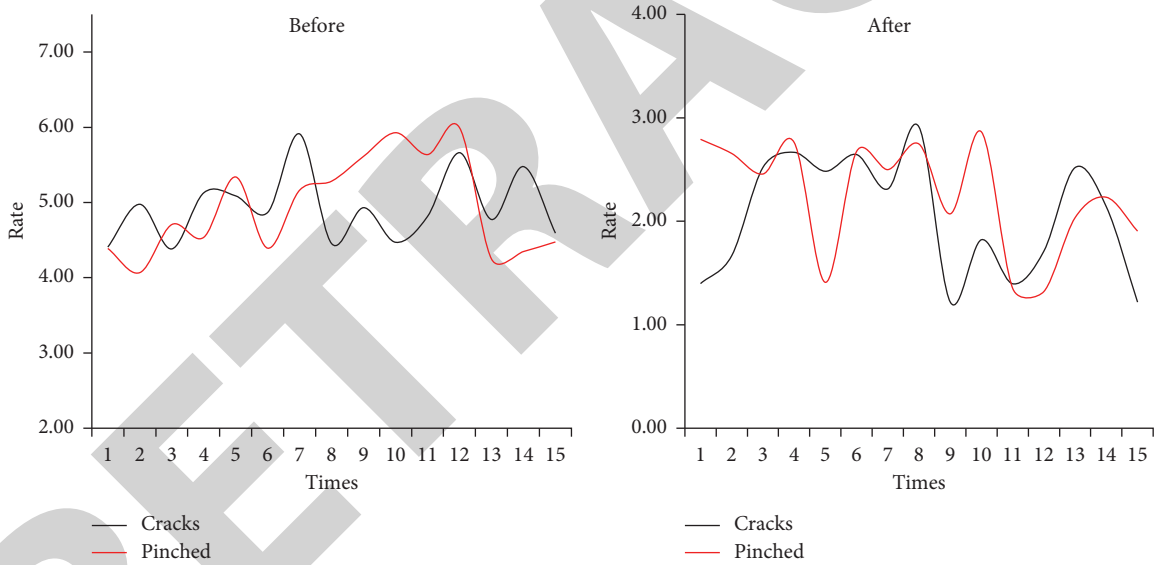 Before
Rate
7.00
6.00
5.00
4.00
3.00
2.00
1 2 3 4 5 6 7 8 9 10 11 12 13 14 15
Times
Cracks
Pinched
After
Rate
4.00
3.00
2.00
1.00
0.00
1 2 3 4 5 6 7 8 9 10 11 12 13 14 15
Times
Cracks
Pinched
RETRAC